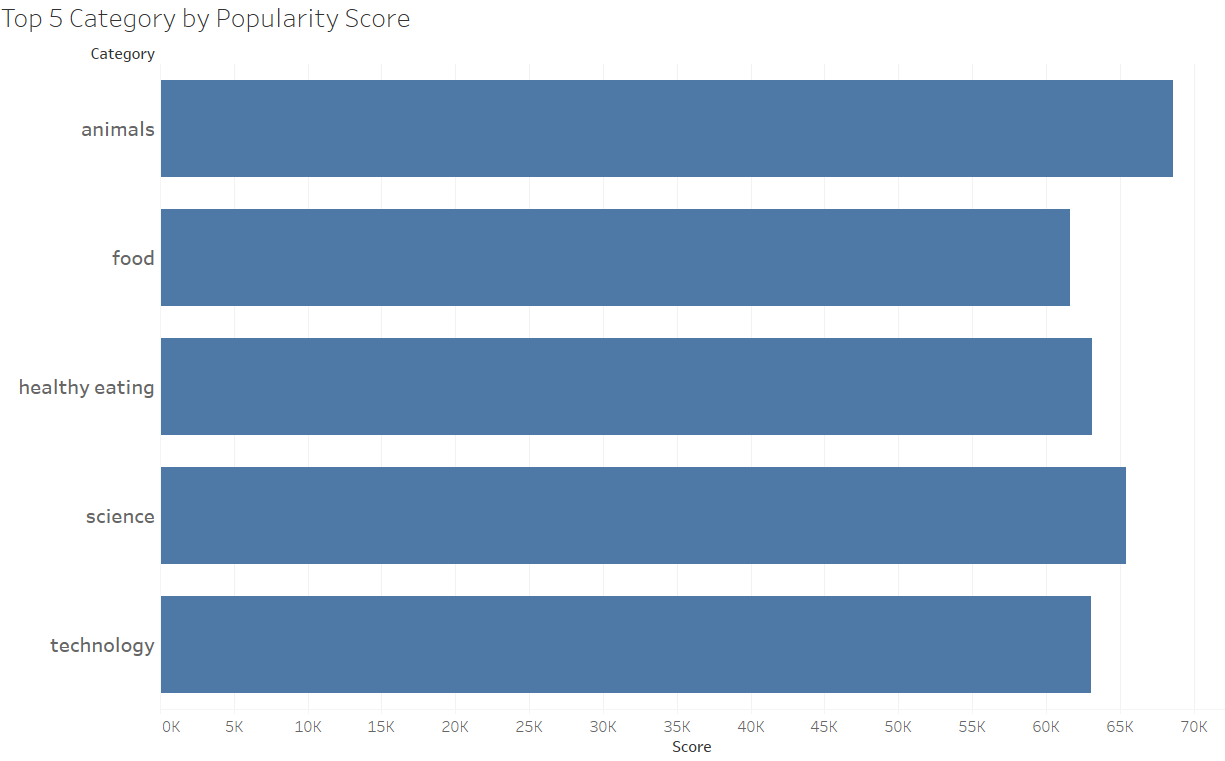 Top 5 Category by Popularity Score
Category
animals
food
healthy eating
science
technology
0K 5K 10K 15K 20K 25K 30K 35K 40K 45K 50K 55K 60K 65K 70K
Score